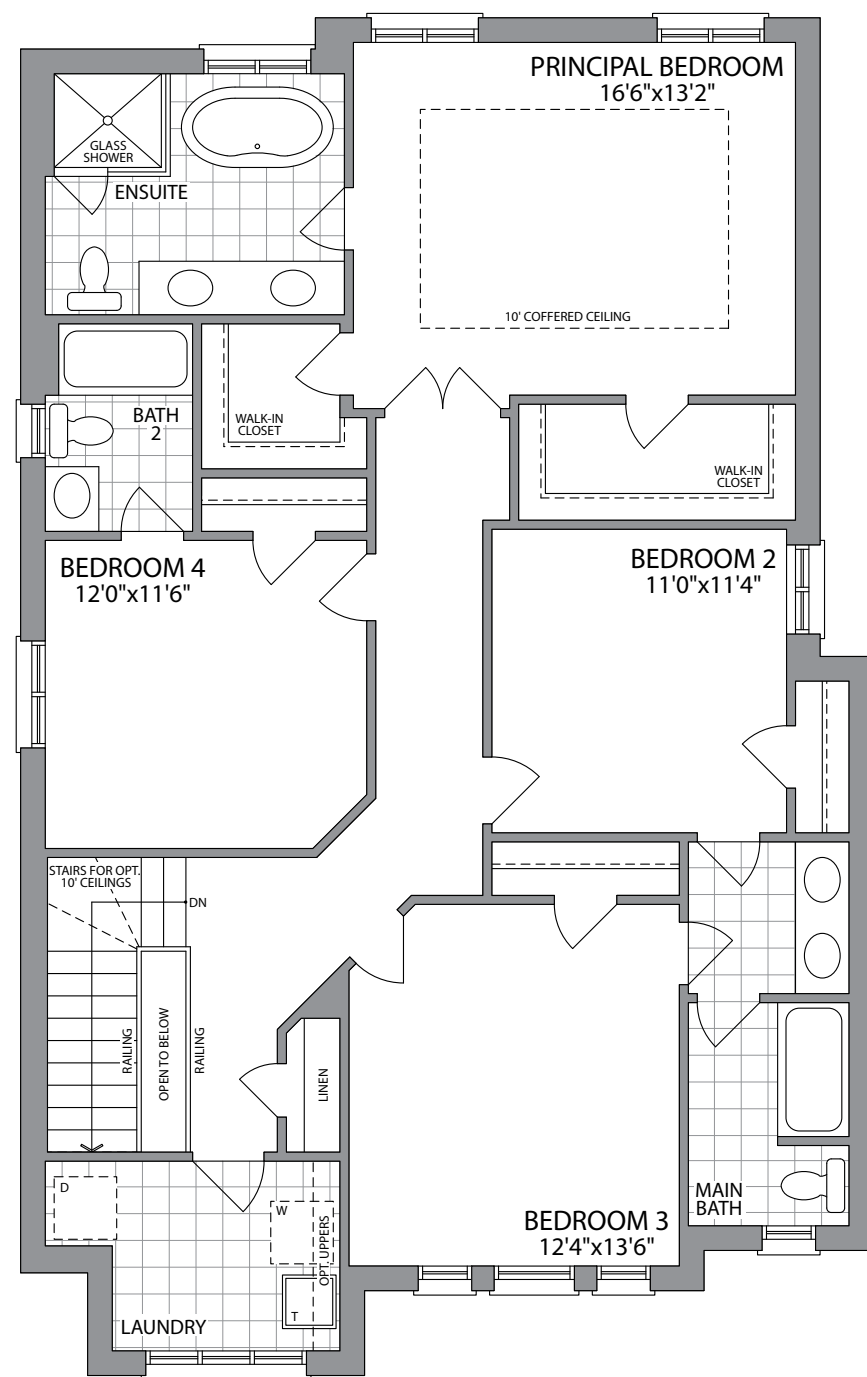 PRINCIPAL BEDROOM
16'6"x13'2"
10' COFFERED CEILING
GLASS
SHOWER
ENSUITE
BATH
2
WALK-IN
CLOSET
WALK-IN
CLOSET
BEDROOM 4
12'0"x11'6"
BEDROOM 2
11'0"x11'4"
STAIRS FOR OPT.
10' CEILINGS
DN
RAILING
OPEN TO BELOW
RAILING
LINEN
D
W
OPT. UPPERS
T
LAUNDRY
BEDROOM 3
12'4"x13'6"
MAIN
BATH